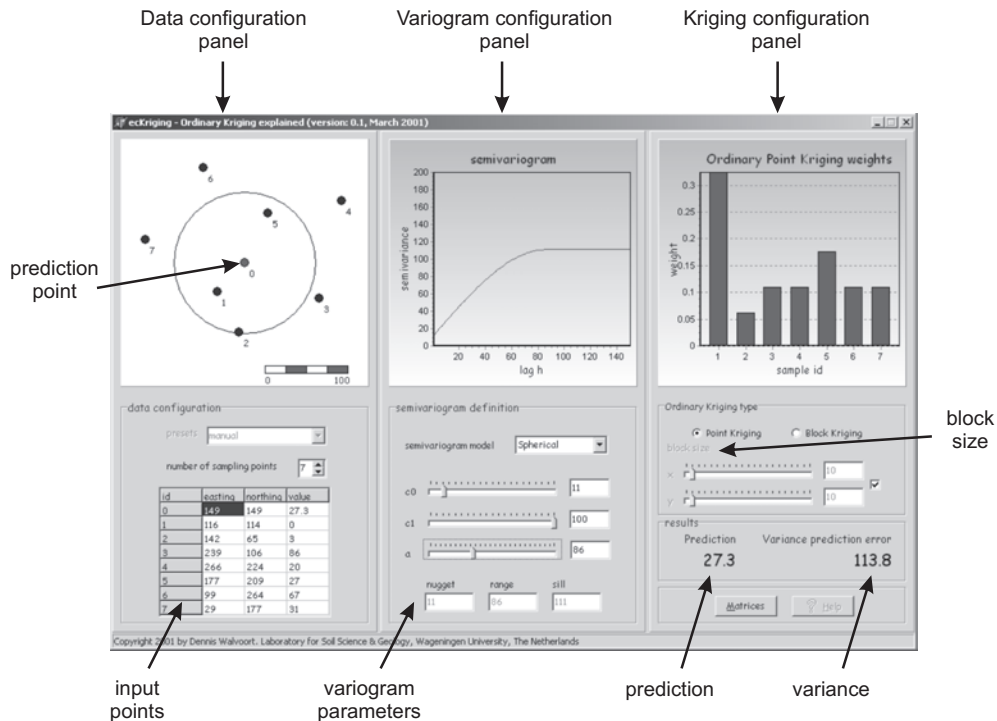 Data configuration
panel
Variogram configuration
panel
Kriging configuration
panel
ecKriging - Ordinary Kriging explained (version: 0.1, March 2001)
6
4
5
7
0
1
3
2
0 100
prediction
point
semivariogram
semivariance
200
180
160
140
120
100
80
60
40
20
0
20 40 60 80 100 120 140
lag h
Ordinary Point Kriging weights
weight
0.3
0.25
0.2
0.15
0.1
0.05
0
1 2 3 4 5 6 7
sample id
data configuration
presets manual
number of sampling points 7
id easting northing value
0 149 149 27.3
1 116 114 0
2 142 65 3
3 239 106 86
4 266 224 20
5 177 209 27
6 99 264 67
7 29 177 31
semivariogram definition
semivariogram model Spherical
c0 11
c1 100
a 86
nugget range sill
11 86 111
Ordinary Kriging type
Point Kriging Block Kriging
block size
x 10
y 10
results
Prediction Variance prediction error
27.3 113.8
Matrices ? Help
block
size
Copyright 2001 by Dennis Walvoort. Laboratory for Soil Science & Geology, Wageningen University, The Netherlands
input
points
variogram
parameters
prediction
variance